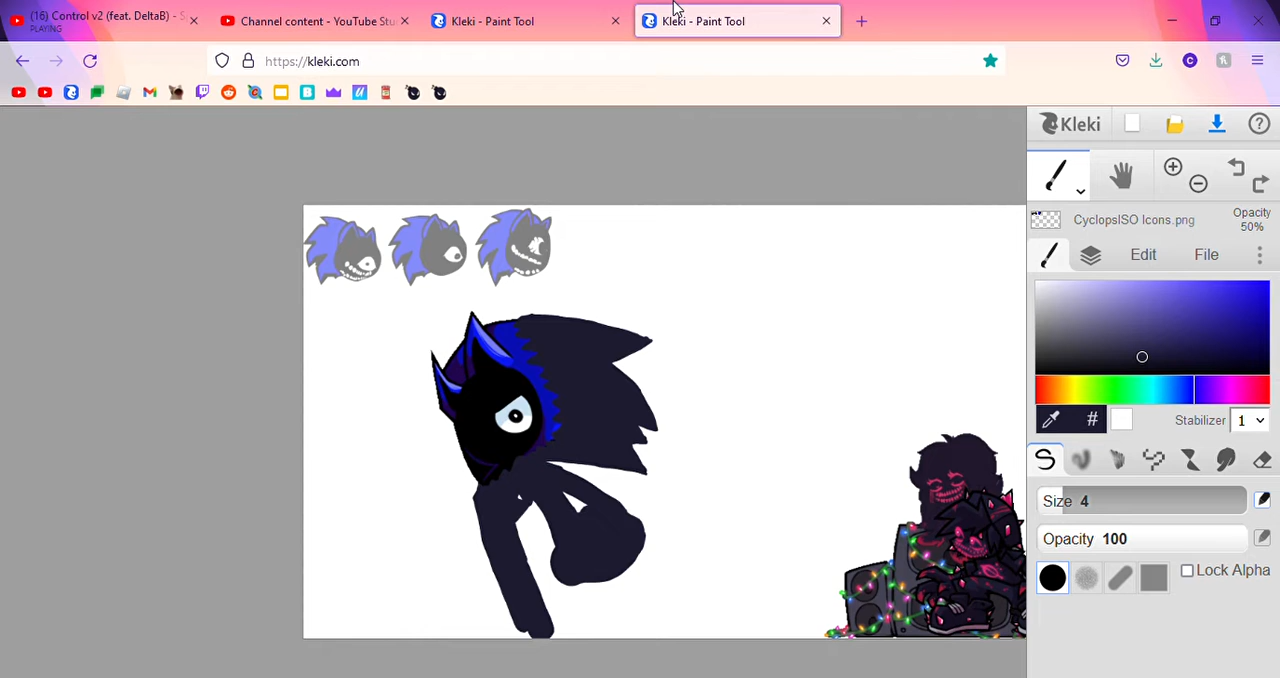 (16) Control v2 (feat. DeltaB) - S
PLAYING
Channel content - YouTube Stu
Kleki - Paint Tool
Kleki - Paint Tool
https://kleki.com
Kleki
CyclopsISO Icons.png
Opacity
50%
Edit
File
#
Stabilizer 1
Size 4
Opacity 100
Lock Alpha